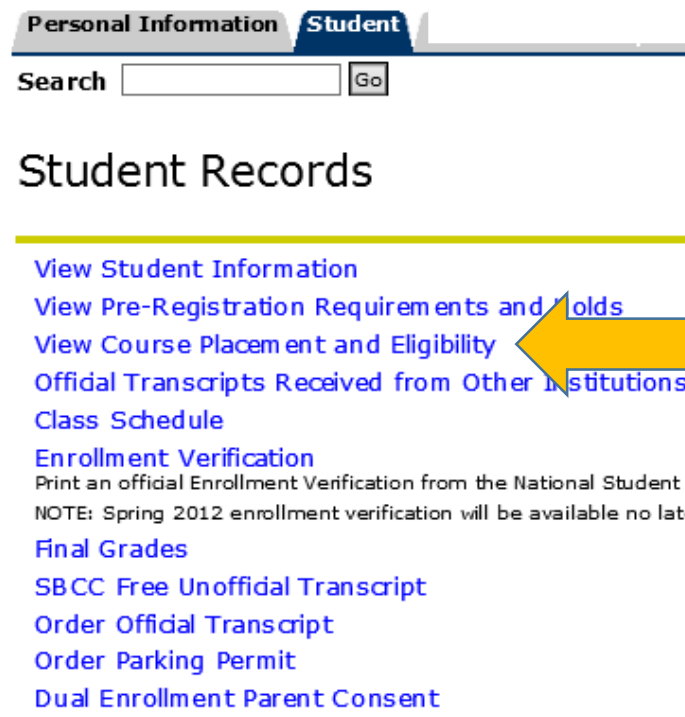 Personal Information Student
Search Go
Student Records
View Student Information
View Pre-Registration Requirements and Holds
View Course Placement and Eligibility
Official Transcripts Received from Other Institutions
Class Schedule
Enrollment Verification
Print an official Enrollment Verification from the National Student
NOTE: Spring 2012 enrollment verification will be available no lat
Final Grades
SBCC Free Unofficial Transcript
Order Official Transcript
Order Parking Permit
Dual Enrollment Parent Consent